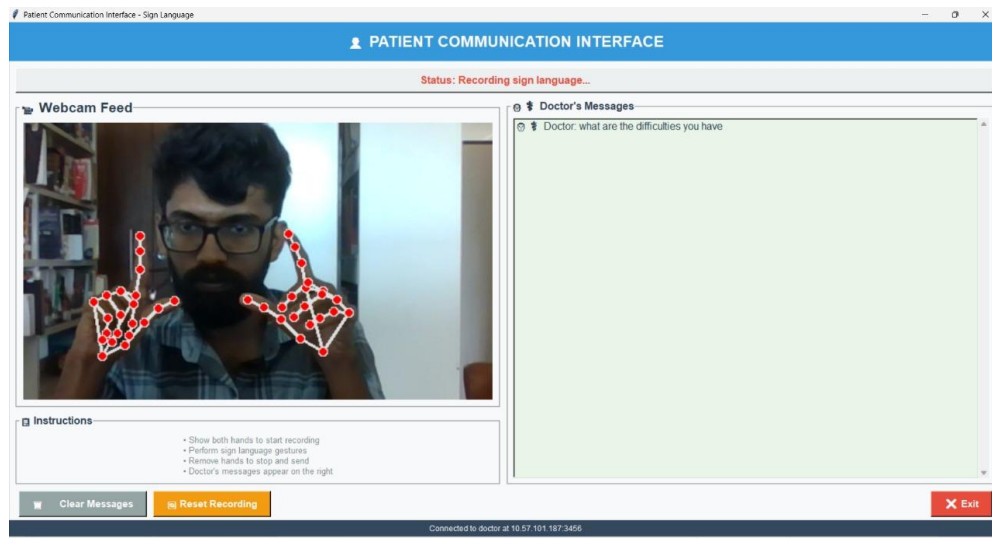 Patient Communication Interface - Sign Language
PATIENT COMMUNICATION INTERFACE
Status: Recording sign language...
Webcam Feed
Doctor's Messages
Doctor: what are the difficulties you have
Instructions
• Show both hands to start recording
• Perform sign language gestures
• Remove hands to stop and send
• Doctor's messages appear on the right
Clear Messages
Reset Recording
Exit
Connected to doctor at 10.57.101.187:3456